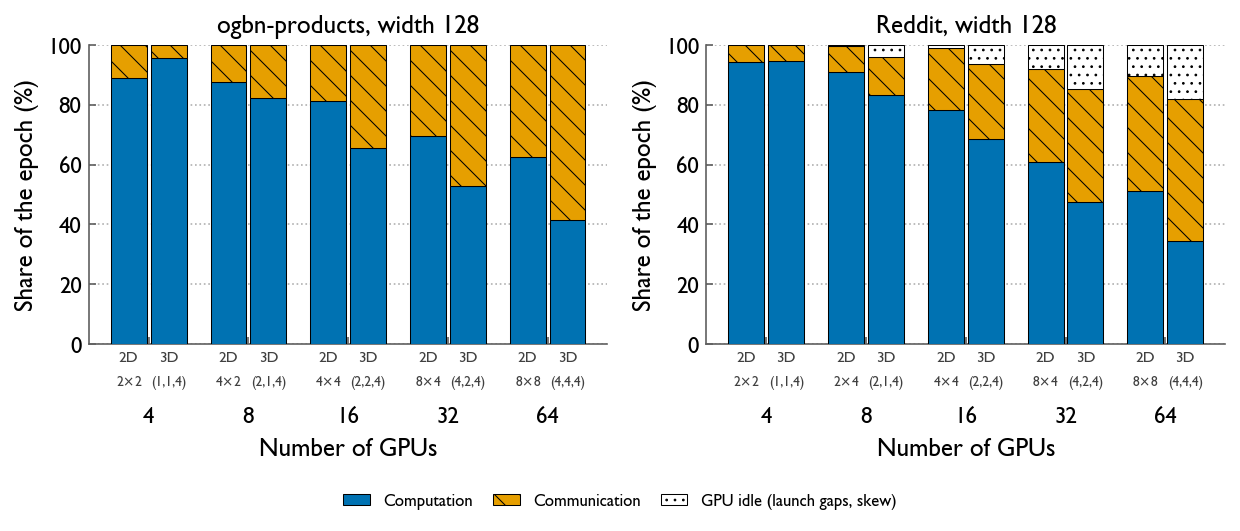 ogbn-products, width 128
Share of the epoch (%)
100
80
60
40
20
0
2D 3D 2D 3D 2D 3D 2D 3D 2D 3D
2×2 (1,1,4) 4×2 (2,1,4) 4×4 (2,2,4) 8×4 (4,2,4) 8×8 (4,4,4)
4 8 16 32 64
Number of GPUs
Reddit, width 128
Share of the epoch (%)
100
80
60
40
20
0
2D 3D 2D 3D 2D 3D 2D 3D 2D 3D
2×2 (1,1,4) 2×4 (2,1,4) 4×4 (2,2,4) 8×4 (4,2,4) 8×8 (4,4,4)
4 8 16 32 64
Number of GPUs
Computation Communication GPU idle (launch gaps, skew)